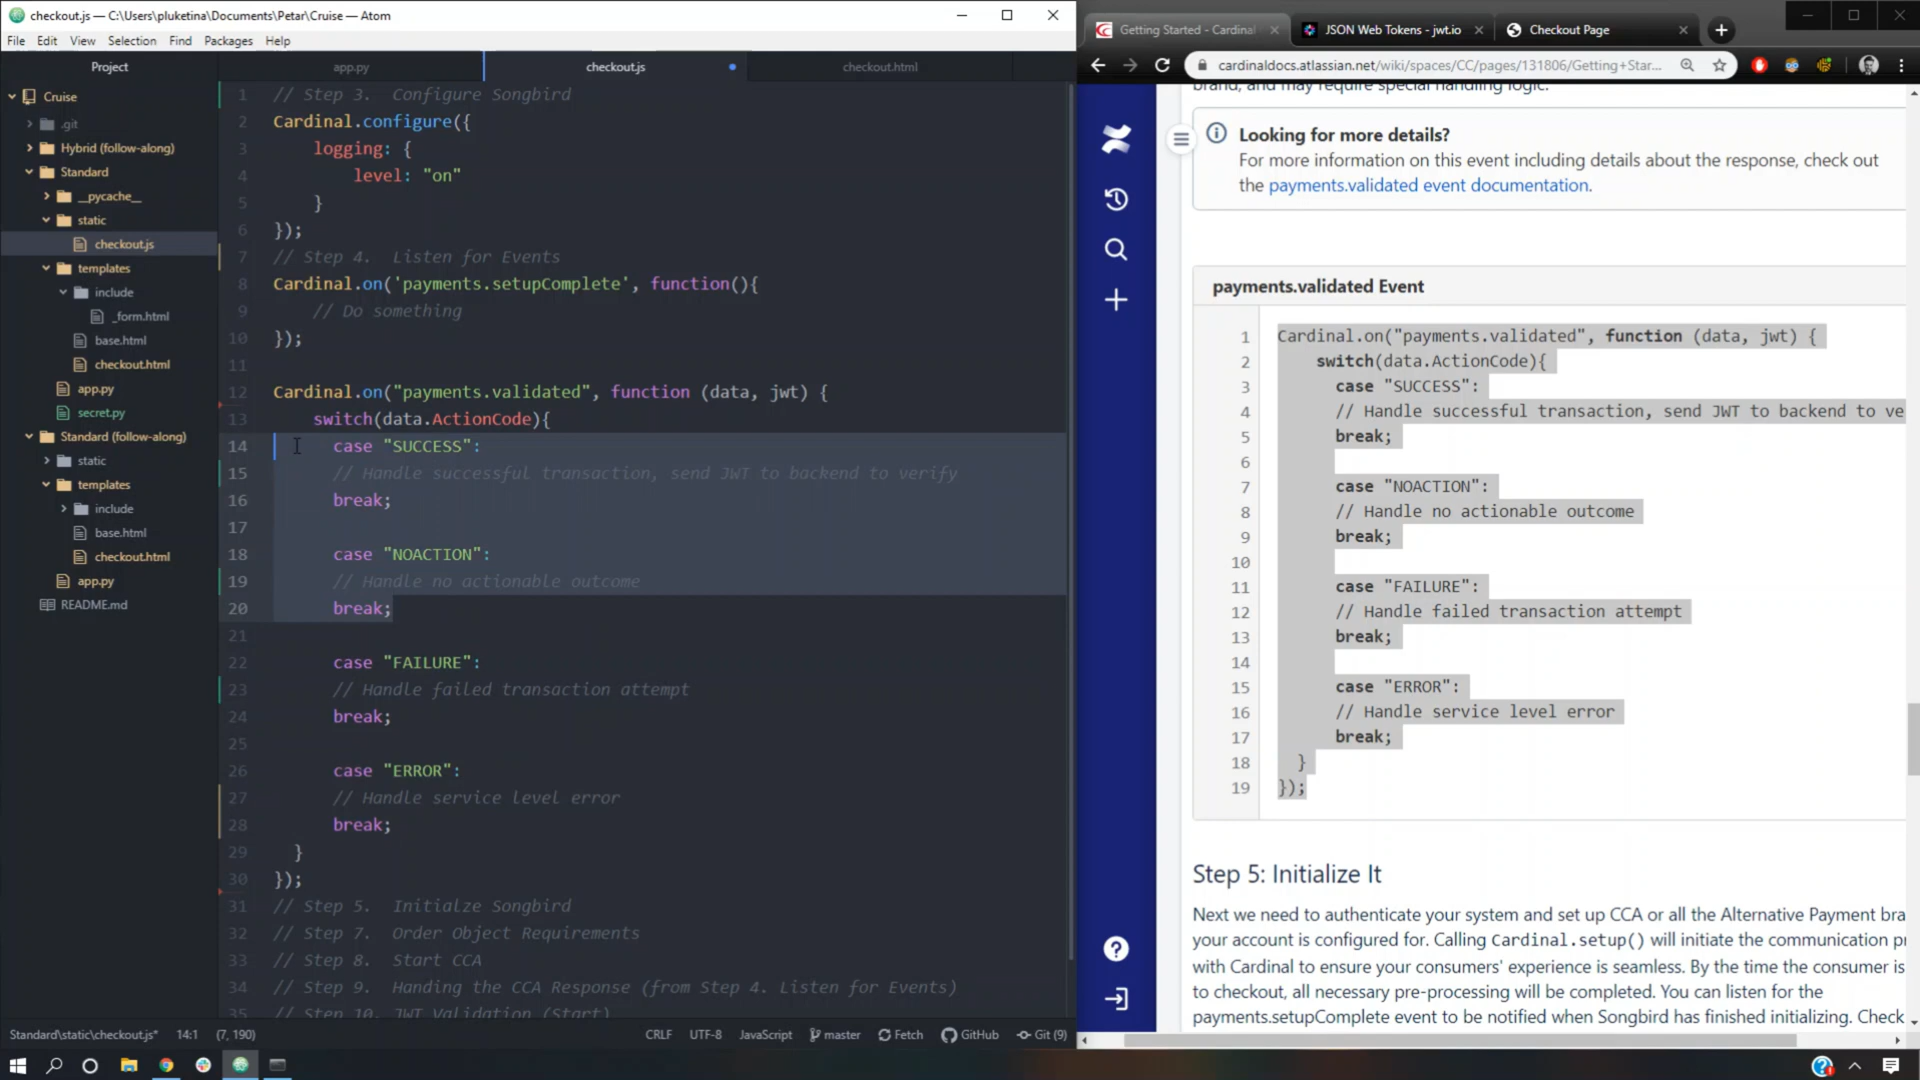 checkout.js — C:\Users\pluketina\Documents\Petar\Cruise — Atom
File Edit View Selection Find Packages Help
Project
Cruise
.git
Hybrid (follow-along)
Standard
__pycache__
static
checkout.js
templates
include
_form.html
base.html
checkout.html
app.py
secret.py
Standard (follow-along)
static
templates
include
base.html
checkout.html
app.py
README.md
app.py checkout.js checkout.html
1 // Step 3. Configure Songbird
2 Cardinal.configure({
3 logging: {
4 level: "on"
5 }
6 });
7 // Step 4. Listen for Events
8 Cardinal.on('payments.setupComplete', function(){
9 // Do something
10 });
11
12 Cardinal.on("payments.validated", function (data, jwt) {
13 switch(data.ActionCode){
14 case "SUCCESS":
15 // Handle successful transaction, send JWT to backend to verify
16 break;
17
18 case "NOACTION":
19 // Handle no actionable outcome
20 break;
21
22 case "FAILURE":
23 // Handle failed transaction attempt
24 break;
25
26 case "ERROR":
27 // Handle service level error
28 break;
29 }
30 });
31 // Step 5. Initialze Songbird
32 // Step 7. Order Object Requirements
33 // Step 8. Start CCA
34 // Step 9. Handing the CCA Response (from Step 4. Listen for Events)
35 // Step 10. JWT Validation (Start)
Standard\static\checkout.js* 14:1 (7, 190) CRLF UTF-8 JavaScript master Fetch GitHub Git (9)
Getting Started - Cardinal JSON Web Tokens - jwt.io Checkout Page
cardinaldocs.atlassian.net/wiki/spaces/CC/pages/131806/Getting+Star...
brand, and may require special handling logic.
Looking for more details?
For more information on this event including details about the response, check out
the payments.validated event documentation.
payments.validated Event
1 Cardinal.on("payments.validated", function (data, jwt) {
2 switch(data.ActionCode){
3 case "SUCCESS":
4 // Handle successful transaction, send JWT to backend to ve
5 break;
6
7 case "NOACTION":
8 // Handle no actionable outcome
9 break;
10
11 case "FAILURE":
12 // Handle failed transaction attempt
13 break;
14
15 case "ERROR":
16 // Handle service level error
17 break;
18 }
19 });
Step 5: Initialize It
Next we need to authenticate your system and set up CCA or all the Alternative Payment bra
your account is configured for. Calling Cardinal.setup() will initiate the communication p
with Cardinal to ensure your consumers' experience is seamless. By the time the consumer is
to checkout, all necessary pre-processing will be completed. You can listen for the
payments.setupComplete event to be notified when Songbird has finished initializing. Check